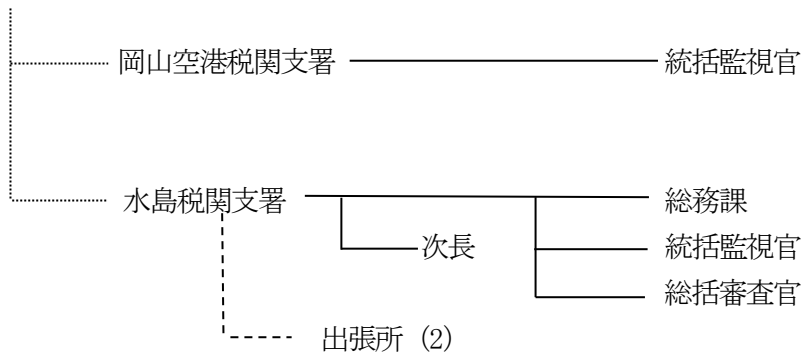 岡山空港税関支署 統括監視官
水島税関支署 総務課
次長 統括監視官
総括審査官
出張所 (2)